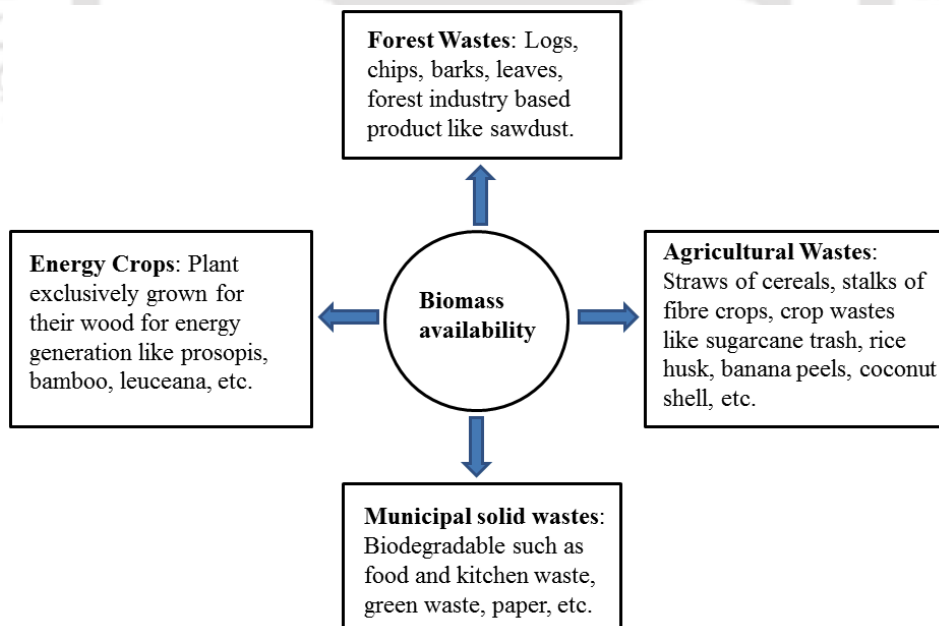 Forest Wastes: Logs,
chips, barks, leaves,
forest industry based
product like sawdust.
Energy Crops: Plant
exclusively grown for
their wood for energy
generation like prosopis,
bamboo, leuceana, etc.
Biomass
availability
Agricultural Wastes:
Straws of cereals, stalks of
fibre crops, crop wastes
like sugarcane trash, rice
husk, banana peels, coconut
shell, etc.
Municipal solid wastes:
Biodegradable such as
food and kitchen waste,
green waste, paper, etc.